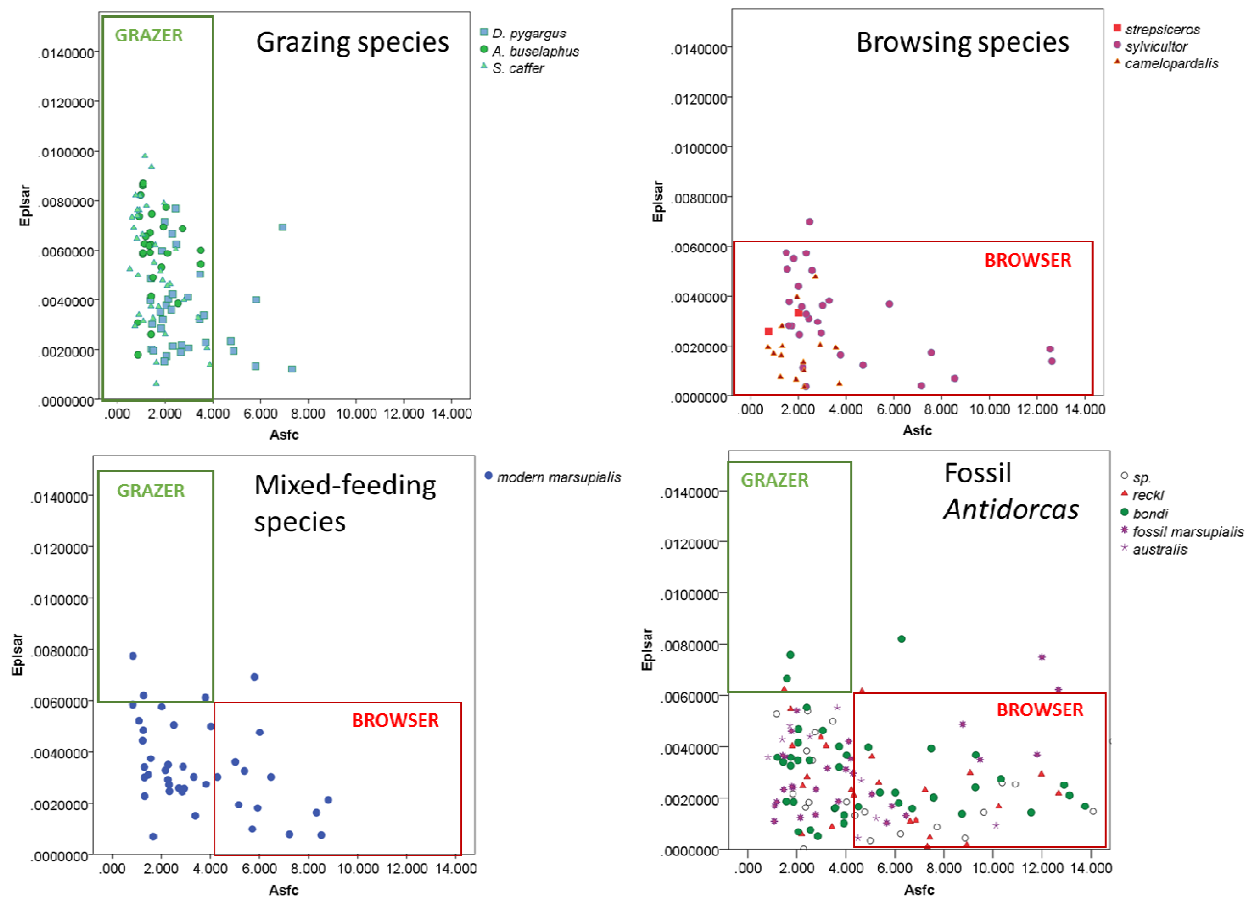 GRAZER
Grazing species
D. pygargus
A. buselaphus
S. caffer
.0140000
.0120000
.0100000
.0080000
.0060000
.0040000
.0020000
.0000000
Eplsar
.000 2.000 4.000 6.000 8.000 10.000 12.000 14.000
Asfc
Browsing species
strepsiceros
sylvicultor
camelopardalis
.0140000
.0120000
.0100000
.0080000
.0060000
.0040000
.0020000
.0000000
Eplsar
BROWSER
.000 2.000 4.000 6.000 8.000 10.000 12.000 14.000
Asfc
GRAZER
Mixed-feeding
species
modern marsupialis
.0140000
.0120000
.0100000
.0080000
.0060000
.0040000
.0020000
.0000000
Eplsar
BROWSER
.000 2.000 4.000 6.000 8.000 10.000 12.000 14.000
Asfc
GRAZER
Fossil
Antidorcas
sp.
recki
bondi
fossil marsupialis
australis
.0140000
.0120000
.0100000
.0080000
.0060000
.0040000
.0020000
.0000000
Eplsar
BROWSER
.000 2.000 4.000 6.000 8.000 10.000 12.000 14.000
Asfc